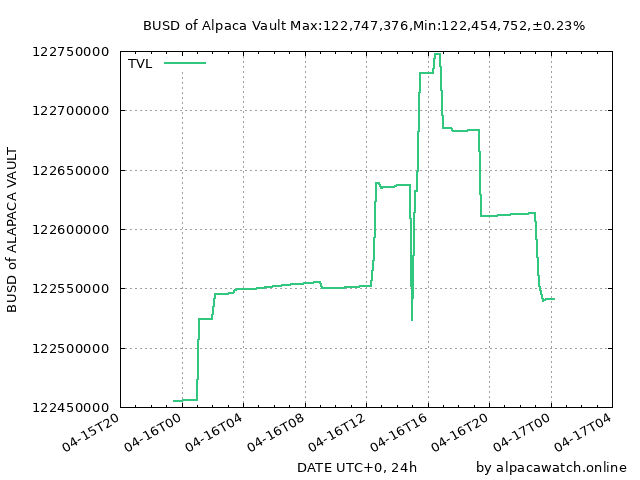 BUSD of Alpaca Vault Max:122,747,376,Min:122,454,752,±0.23%
TVL
122750000
122700000
122650000
122600000
122550000
122500000
122450000
BUSD of ALAPACA VAULT
04-15T20
04-16T00
04-16T04
04-16T08
04-16T12
04-16T16
04-16T20
04-17T00
04-17T04
DATE UTC+0, 24h
by alpacawatch.online